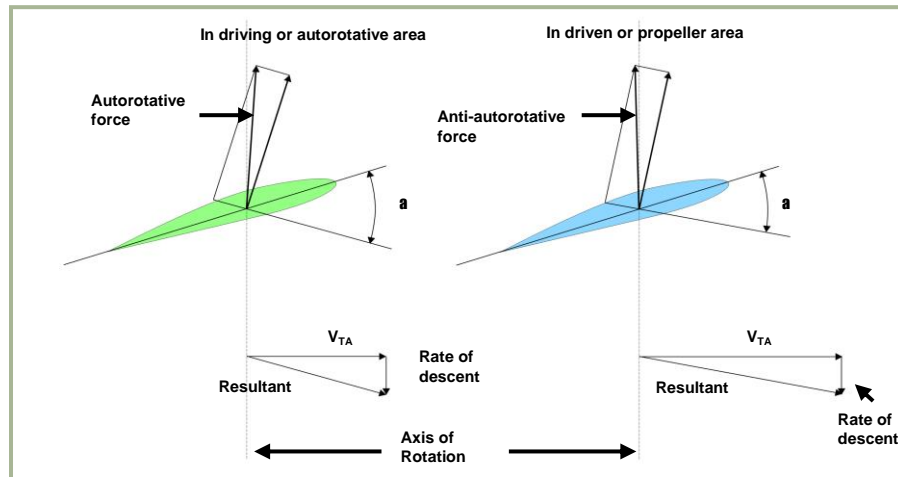 In driving or autorotative area
In driven or propeller area
Autorotative
force
Anti-autorotative
force
a
a
VTA
Rate of
descent
Resultant
VTA
Resultant
Rate of
descent
Axis of
Rotation